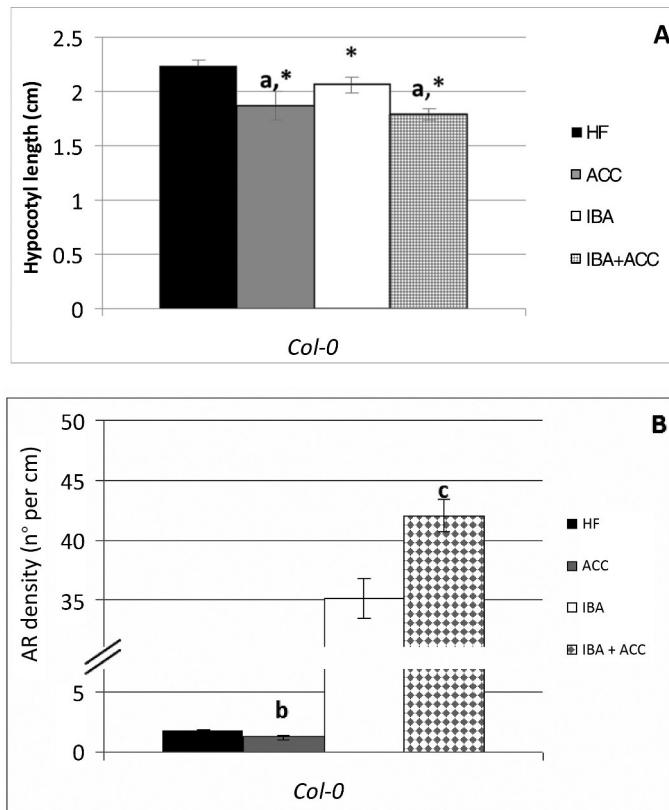 A
Hypocotyl length (cm)
2.5
2
1.5
1
0.5
0
a,*
*
a,*
HF
ACC
IBA
IBA+ACC
Col-0
B
AR density (n° per cm)
50
45
40
35
5
0
b
c
HF
ACC
IBA
IBA + ACC
Col-0